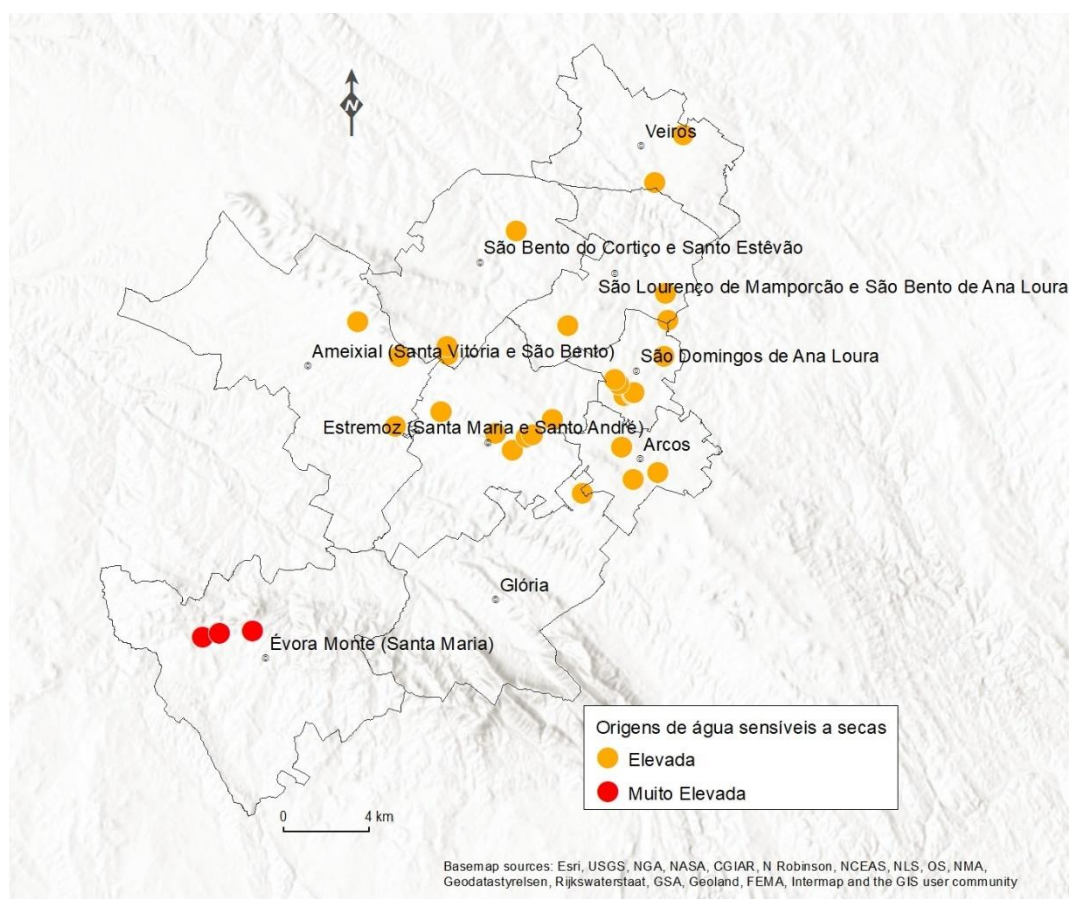 N
Veiros
São Bento do Cortiço e Santo Estêvão
São Lourenço de Mamporcão e São Bento de Ana Loura
Ameixial (Santa Vitória e São Bento)
São Domingos de Ana Loura
Estremoz (Santa Maria e Santo André)
Arcos
Glória
Évora Monte (Santa Maria)
Origens de água sensíveis a secas
Elevada
Muito Elevada
0 4 km
Basemap sources: Esri, USGS, NGA, NASA, CGIAR, N Robinson, NCEAS, NLS, OS, NMA,
Geodatastyrelsen, Rijkswaterstaat, GSA, Geoland, FEMA, Intermap and the GIS user community